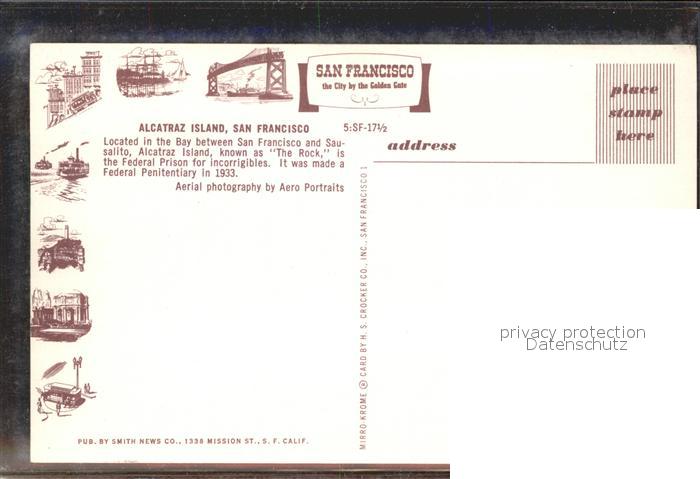 SAN FRANCISCO
the City by the Golden Gate
place
stamp
here
ALCATRAZ ISLAND, SAN FRANCISCO 5:SF-17½
Located in the Bay between San Francisco and Sau-
salito, Alcatraz Island, known as "The Rock," is
the Federal Prison for incorrigibles. It was made a
Federal Penitentiary in 1933.
Aerial photography by Aero Portraits
address
MIRRO-KROME ® CARD BY H. S. CROCKER CO., INC., SAN FRANCISCO 1
privacy protection
Datenschutz
PUB. BY SMITH NEWS CO., 1336 MISSION ST., S. F. CALIF.